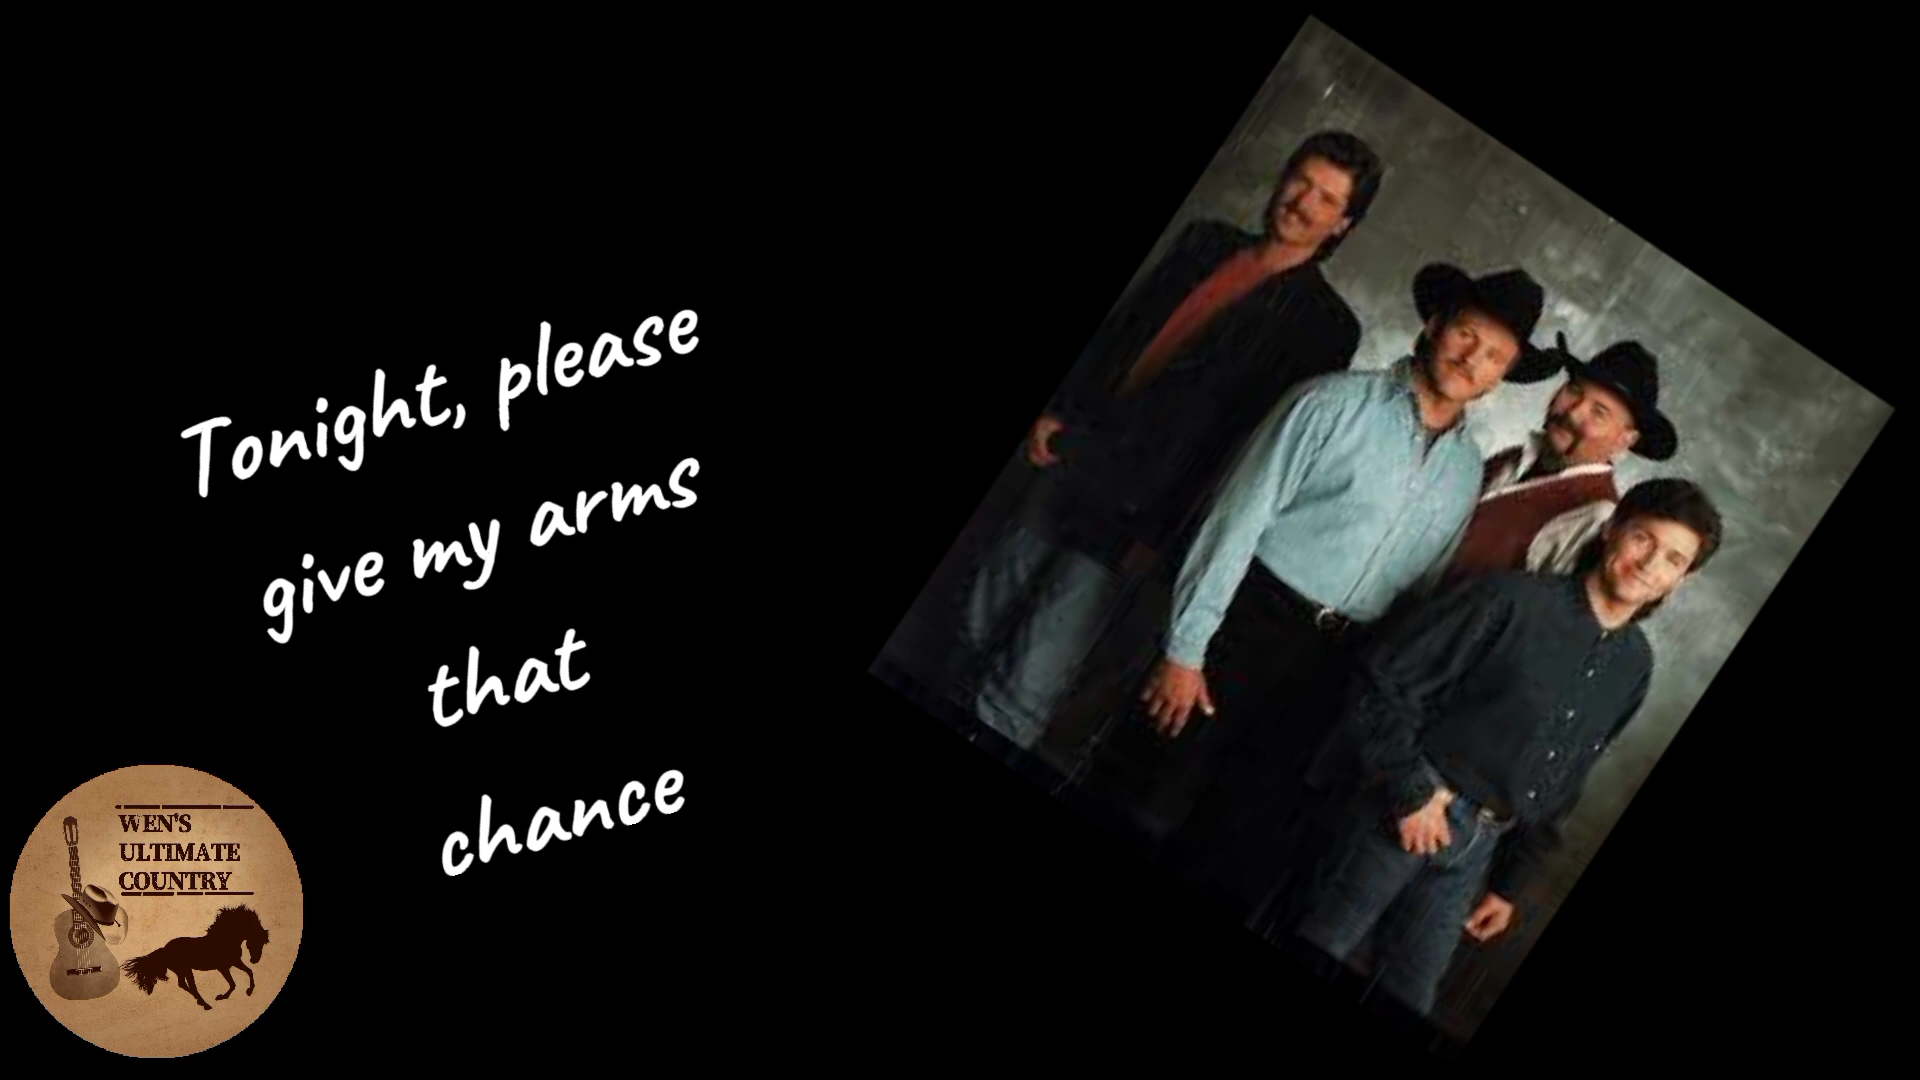 Tonight, please
give my arms
that
chance
WEN'S
ULTIMATE
COUNTRY